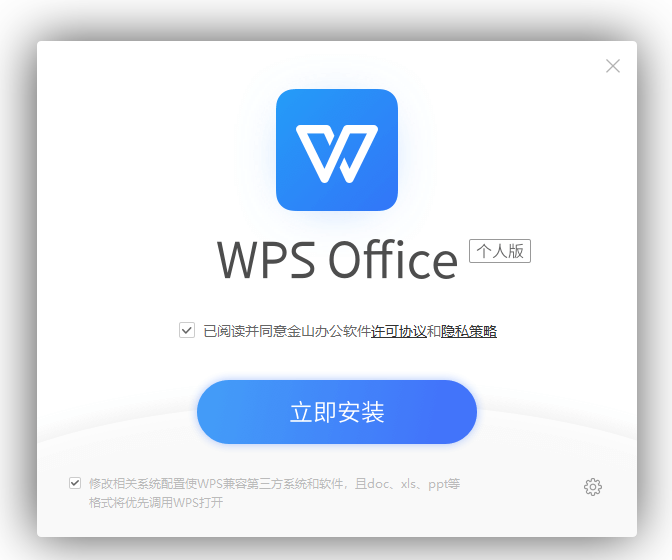 WPS Office 个人版
已阅读并同意金山办公软件许可协议和隐私策略
立即安装
修改相关系统配置使WPS兼容第三方系统和软件，且doc、xls、ppt等
格式将优先调用WPS打开